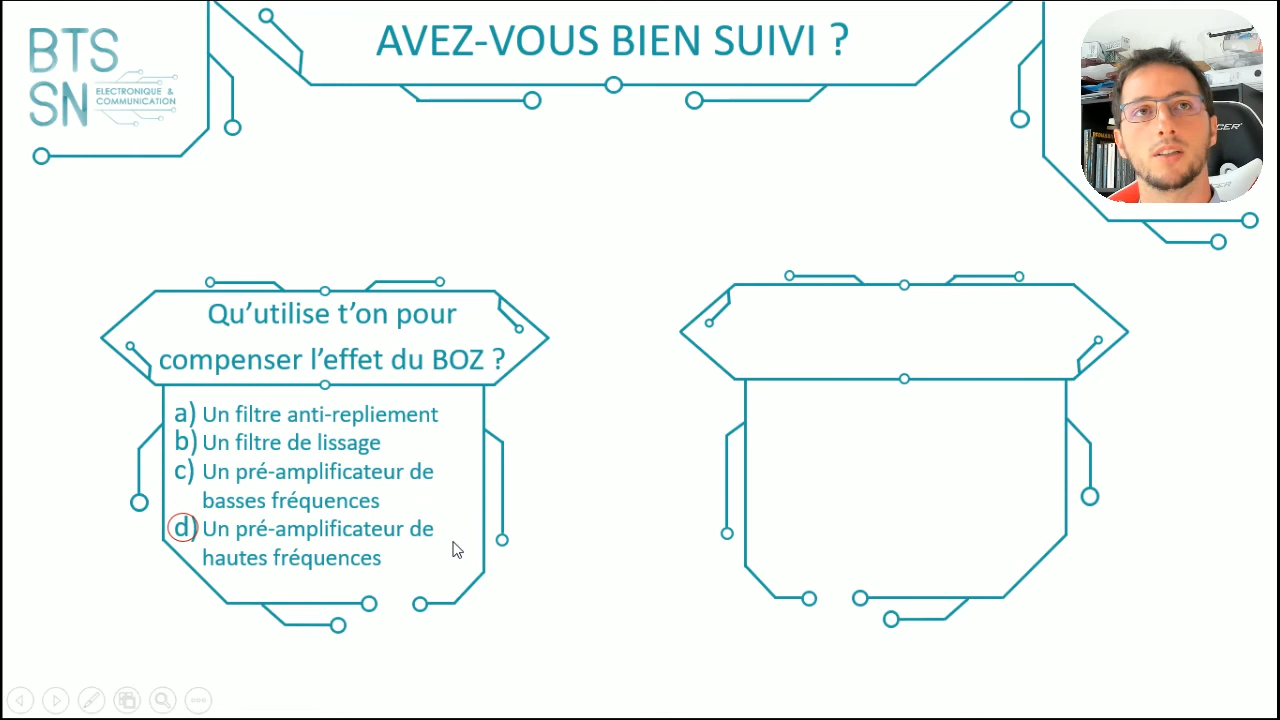 BTS
SN
ELECTRONIQUE &
COMMUNICATION
AVEZ-VOUS BIEN SUIVI ?
Qu'utilise t'on pour
compenser l'effet du BOZ ?
a) Un filtre anti-repliement
b) Un filtre de lissage
c) Un pré-amplificateur de
basses fréquences
d) Un pré-amplificateur de
hautes fréquences